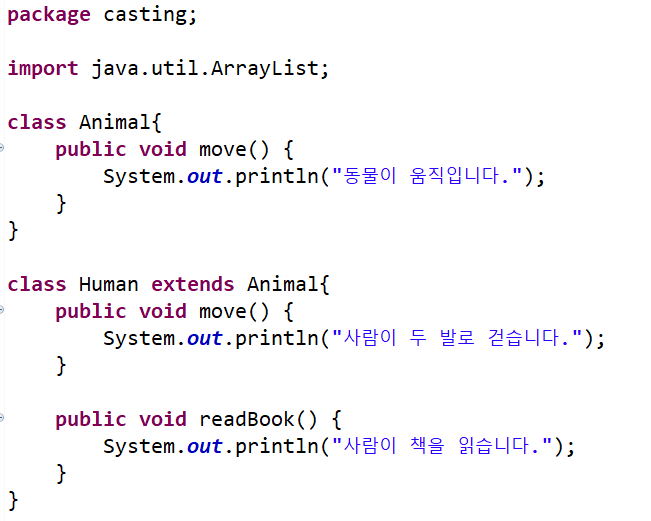 package casting;
import java.util.ArrayList;
class Animal{
public void move() {
System.out.println("동물이 움직입니다.");
}
}
class Human extends Animal{
public void move() {
System.out.println("사람이 두 발로 걷습니다.");
}
public void readBook() {
System.out.println("사람이 책을 읽습니다.");
}
}